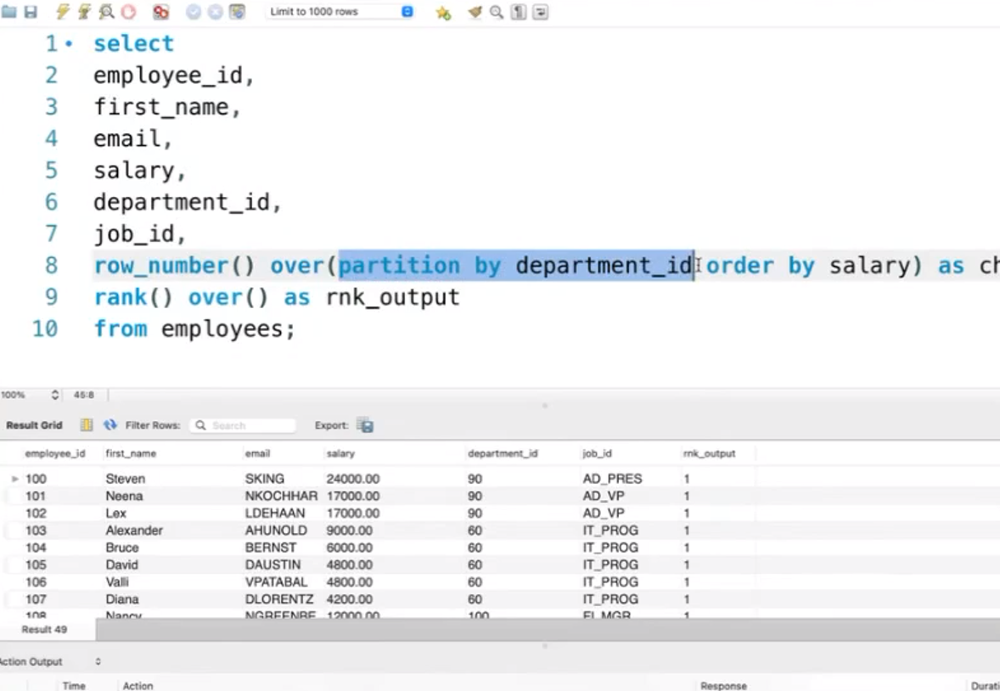 Limit to 1000 rows
1 select
2 employee_id,
3 first_name,
4 email,
5 salary,
6 department_id,
7 job_id,
8 row_number() over(partition by department_id order by salary) as ch
9 rank() over() as rnk_output
10 from employees;
100% 45:8
Result Grid Filter Rows: Search Export:
employee_id first_name email salary department_id job_id rnk_output
100 Steven SKING 24000.00 90 AD_PRES 1
101 Neena NKOCHHAR 17000.00 90 AD_VP 1
102 Lex LDEHAAN 17000.00 90 AD_VP 1
103 Alexander AHUNOLD 9000.00 60 IT_PROG 1
104 Bruce BERNST 6000.00 60 IT_PROG 1
105 David DAUSTIN 4800.00 60 IT_PROG 1
106 Valli VPATABAL 4800.00 60 IT_PROG 1
107 Diana DLORENTZ 4200.00 60 IT_PROG 1
108 Nancy NGREENBE 12000.00 100 FI_MGR 1
Result 49
Action Output
Time Action Response Durati